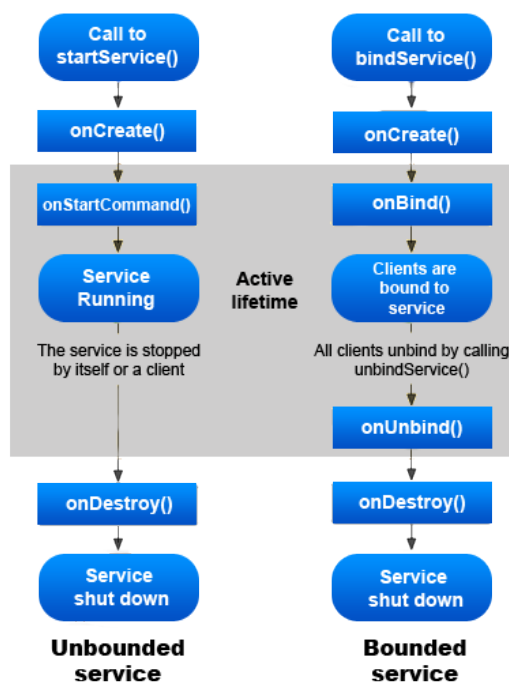 Call to
startService()
onCreate()
onStartCommand()
Service
Running
The service is stopped
by itself or a client
onDestroy()
Service
shut down
Unbounded
service
Active
lifetime
Call to
bindService()
onCreate()
onBind()
Clients are
bound to
service
All clients unbind by calling
unbindService()
onUnbind()
onDestroy()
Service
shut down
Bounded
service